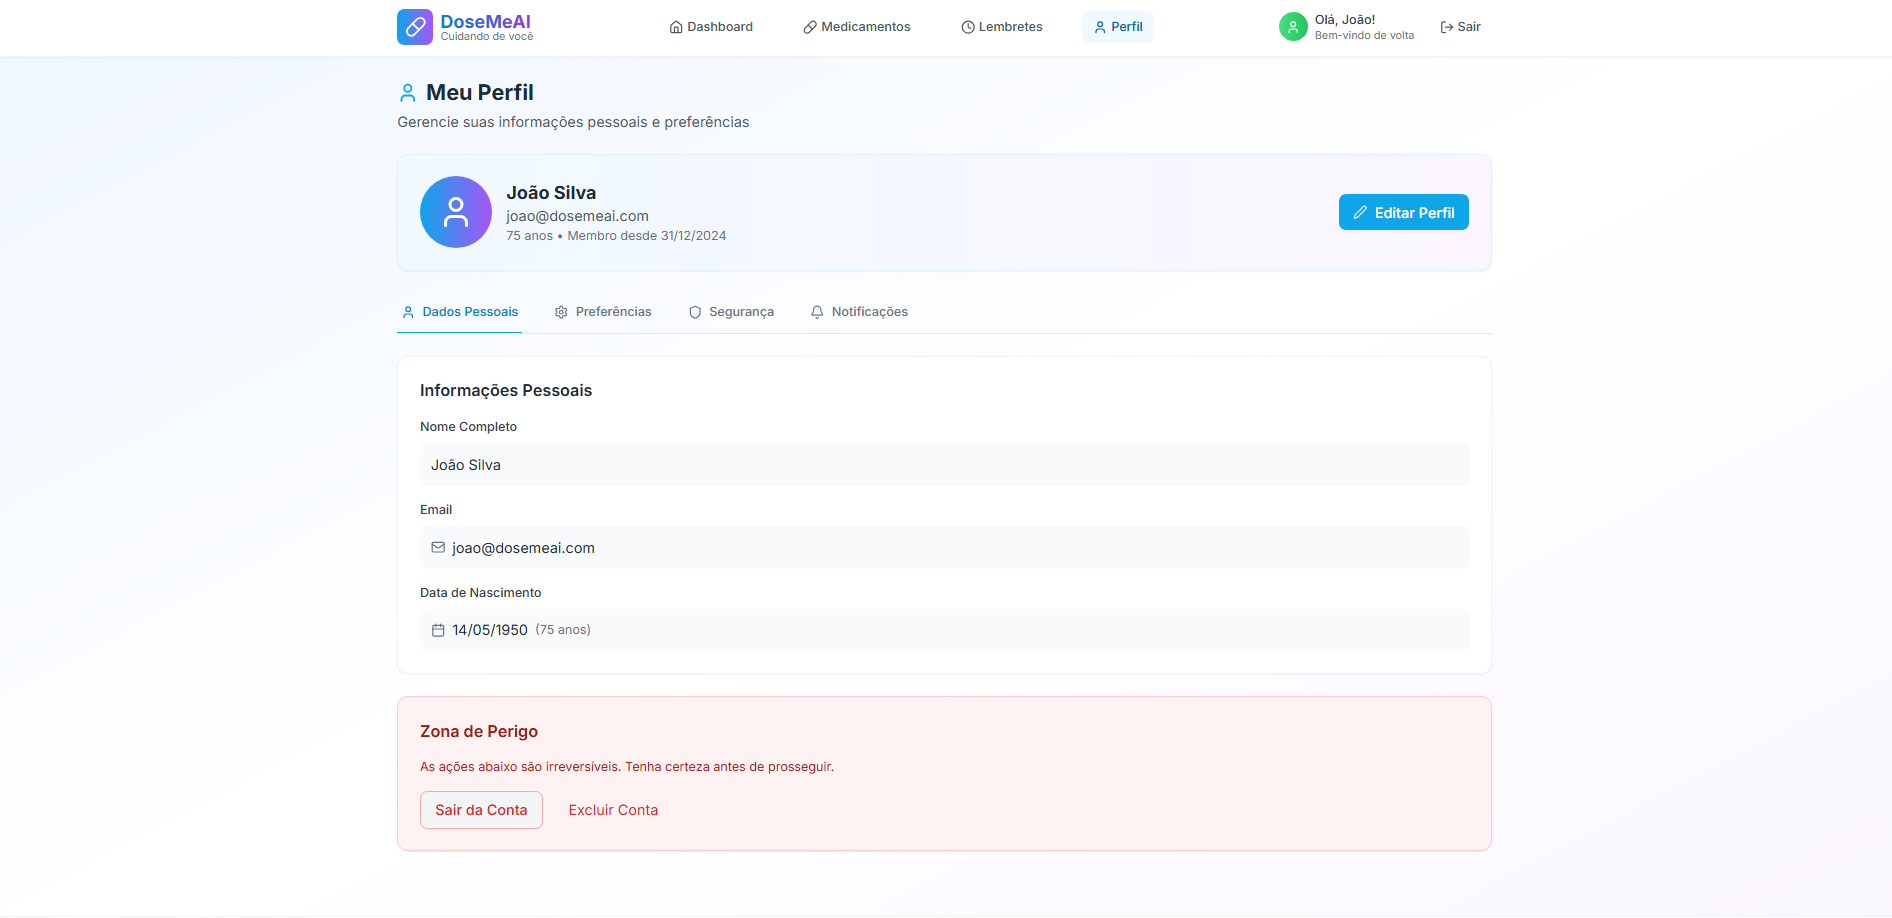 DoseMeAI
Cuidando de você
Dashboard
Medicamentos
Lembretes
Perfil
Olá, João!
Bem-vindo de volta
Sair
Meu Perfil
Gerencie suas informações pessoais e preferências
João Silva
joao@dosemeai.com
75 anos • Membro desde 31/12/2024
Editar Perfil
Dados Pessoais
Preferências
Segurança
Notificações
Informações Pessoais
Nome Completo
João Silva
Email
joao@dosemeai.com
Data de Nascimento
14/05/1950 (75 anos)
Zona de Perigo
As ações abaixo são irreversíveis. Tenha certeza antes de prosseguir.
Sair da Conta
Excluir Conta